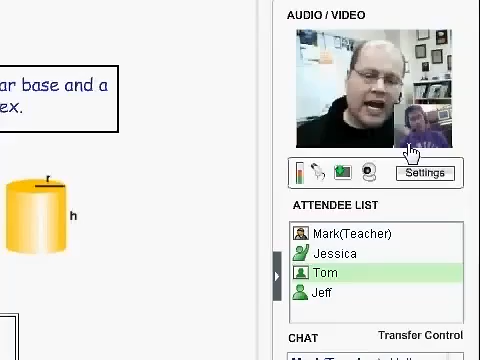 AUDIO / VIDEO
ar base and a
ex.
r
h
Settings
ATTENDEE LIST
Mark(Teacher)
Jessica
Tom
Jeff
CHAT
Transfer Control